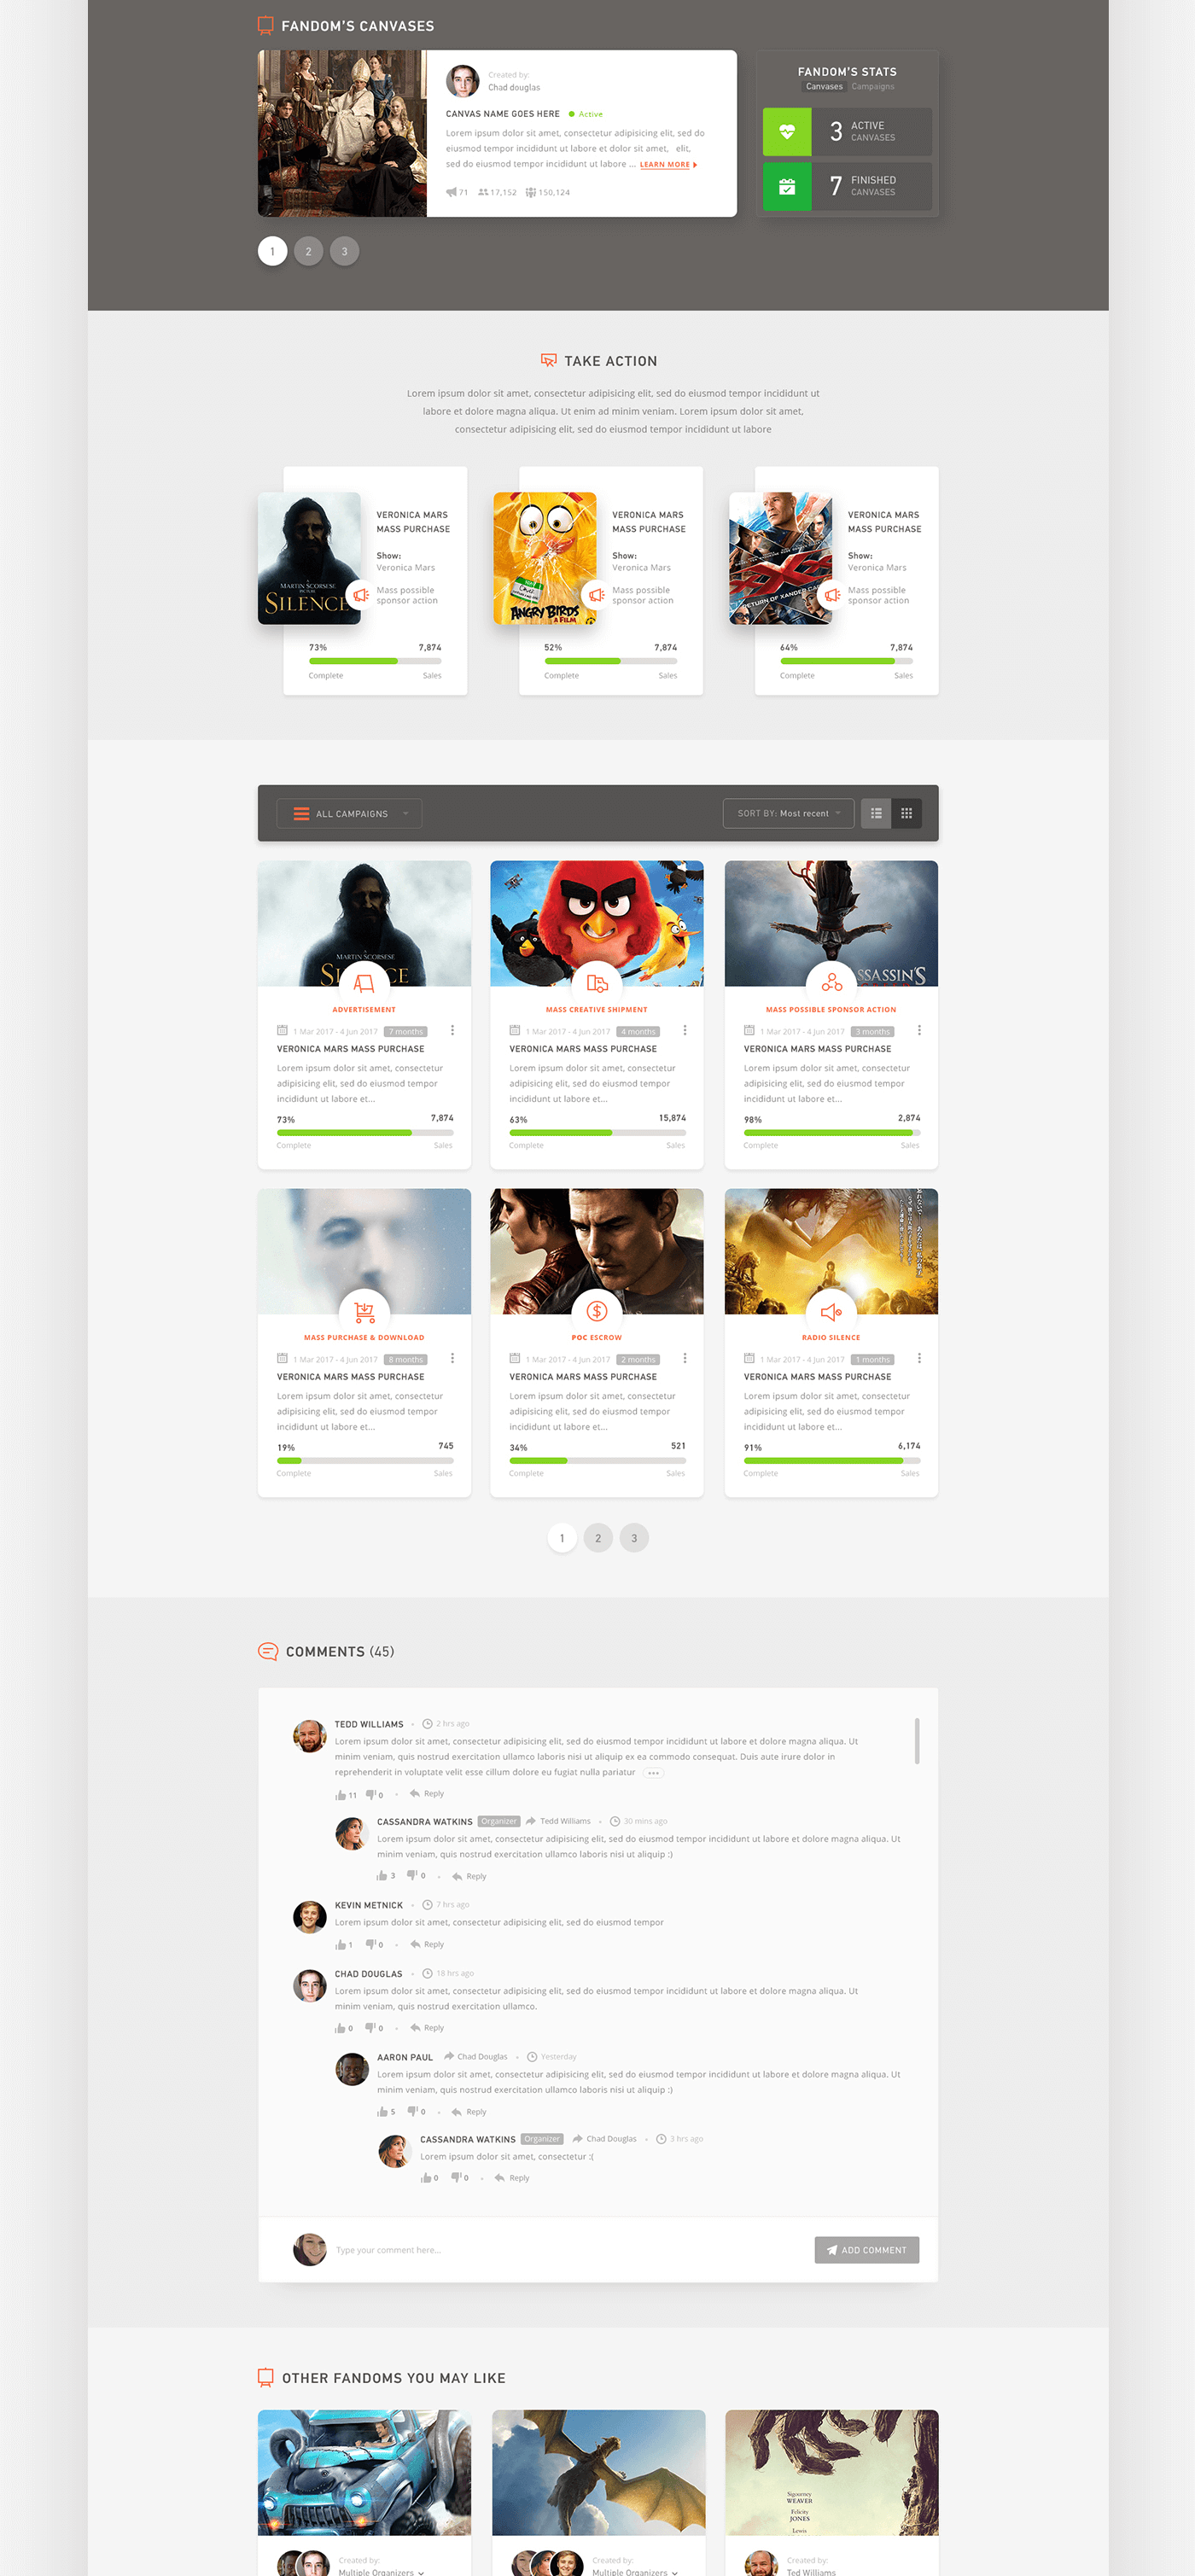 FANDOM'S CANVASES
Created by:
Chad douglas
CANVAS NAME GOES HERE Active
Lorem ipsum dolor sit amet, consectetur adipisicing elit, sed do
eiusmod tempor incididunt ut labore et dolor sit amet, elit,
sed do eiusmod tempor incididunt ut labore ... LEARN MORE
71 17,152 150,124
FANDOM'S STATS
Canvases Campaigns
3 ACTIVE
CANVASES
7 FINISHED
CANVASES
1 2 3
TAKE ACTION
Lorem ipsum dolor sit amet, consectetur adipisicing elit, sed do eiusmod tempor incididunt ut
labore et dolore magna aliqua. Ut enim ad minim veniam. Lorem ipsum dolor sit amet,
consectetur adipisicing elit, sed do eiusmod tempor incididunt ut labore
MARTIN SCORSESE
SILENCE
VERONICA MARS
MASS PURCHASE
Show:
Veronica Mars
Mass possible
sponsor action
73% 7,874
Complete Sales
ANGRY BIRDS
A FILM
VERONICA MARS
MASS PURCHASE
Show:
Veronica Mars
Mass possible
sponsor action
52% 7,874
Complete Sales
RETURN OF XANDER
VERONICA MARS
MASS PURCHASE
Show:
Veronica Mars
Mass possible
sponsor action
64% 7,874
Complete Sales
ALL CAMPAIGNS
SORT BY: Most recent
MARTIN SCORSESE
ADVERTISEMENT
1 Mar 2017 - 4 Jun 2017 7 months
VERONICA MARS MASS PURCHASE
Lorem ipsum dolor sit amet, consectetur
adipisicing elit, sed do eiusmod tempor
incididunt ut labore et...
73% 7,874
Complete Sales
MASS CREATIVE SHIPMENT
1 Mar 2017 - 4 Jun 2017 4 months
VERONICA MARS MASS PURCHASE
Lorem ipsum dolor sit amet, consectetur
adipisicing elit, sed do eiusmod tempor
incididunt ut labore et...
63% 15,874
Complete Sales
SSASSIN'S
MASS POSSIBLE SPONSOR ACTION
1 Mar 2017 - 4 Jun 2017 3 months
VERONICA MARS MASS PURCHASE
Lorem ipsum dolor sit amet, consectetur
adipisicing elit, sed do eiusmod tempor
incididunt ut labore et...
98% 2,874
Complete Sales
MASS PURCHASE & DOWNLOAD
1 Mar 2017 - 4 Jun 2017 8 months
VERONICA MARS MASS PURCHASE
Lorem ipsum dolor sit amet, consectetur
adipisicing elit, sed do eiusmod tempor
incididunt ut labore et...
19% 745
Complete Sales
POC ESCROW
1 Mar 2017 - 4 Jun 2017 2 months
VERONICA MARS MASS PURCHASE
Lorem ipsum dolor sit amet, consectetur
adipisicing elit, sed do eiusmod tempor
incididunt ut labore et...
34% 521
Complete Sales
RADIO SILENCE
1 Mar 2017 - 4 Jun 2017 1 months
VERONICA MARS MASS PURCHASE
Lorem ipsum dolor sit amet, consectetur
adipisicing elit, sed do eiusmod tempor
incididunt ut labore et...
91% 6,174
Complete Sales
1 2 3
COMMENTS (45)
TEDD WILLIAMS • 2 hrs ago
Lorem ipsum dolor sit amet, consectetur adipisicing elit, sed do eiusmod tempor incididunt ut labore et dolore magna aliqua. Ut
minim veniam, quis nostrud exercitation ullamco laboris nisi ut aliquip ex ea commodo consequat. Duis aute irure dolor in
reprehenderit in voluptate velit esse cillum dolore eu fugiat nulla pariatur •••
11 0 • Reply
CASSANDRA WATKINS Organizer Tedd Williams • 30 mins ago
Lorem ipsum dolor sit amet, consectetur adipisicing elit, sed do eiusmod tempor incididunt ut labore et dolore magna aliqua. Ut
minim veniam, quis nostrud exercitation ullamco laboris nisi ut aliquip :)
3 0 • Reply
KEVIN METNICK • 7 hrs ago
Lorem ipsum dolor sit amet, consectetur adipisicing elit, sed do eiusmod tempor
1 0 • Reply
CHAD DOUGLAS • 18 hrs ago
Lorem ipsum dolor sit amet, consectetur adipisicing elit, sed do eiusmod tempor incididunt ut labore et dolore magna aliqua. Ut
minim veniam, quis nostrud exercitation ullamco.
0 0 • Reply
AARON PAUL Chad Douglas • Yesterday
Lorem ipsum dolor sit amet, consectetur adipisicing elit, sed do eiusmod tempor incididunt ut labore et dolore magna aliqua. Ut
minim veniam, quis nostrud exercitation ullamco laboris nisi ut aliquip :)
5 0 • Reply
CASSANDRA WATKINS Organizer Chad Douglas • 3 hrs ago
Lorem ipsum dolor sit amet, consectetur :(
0 0 • Reply
Type your comment here...
ADD COMMENT
OTHER FANDOMS YOU MAY LIKE
Created by:
Multiple Organizers
Created by:
Multiple Organizers
Sigourney
WEAVER
Felicity
JONES
Lewis
Created by:
Ted Williams